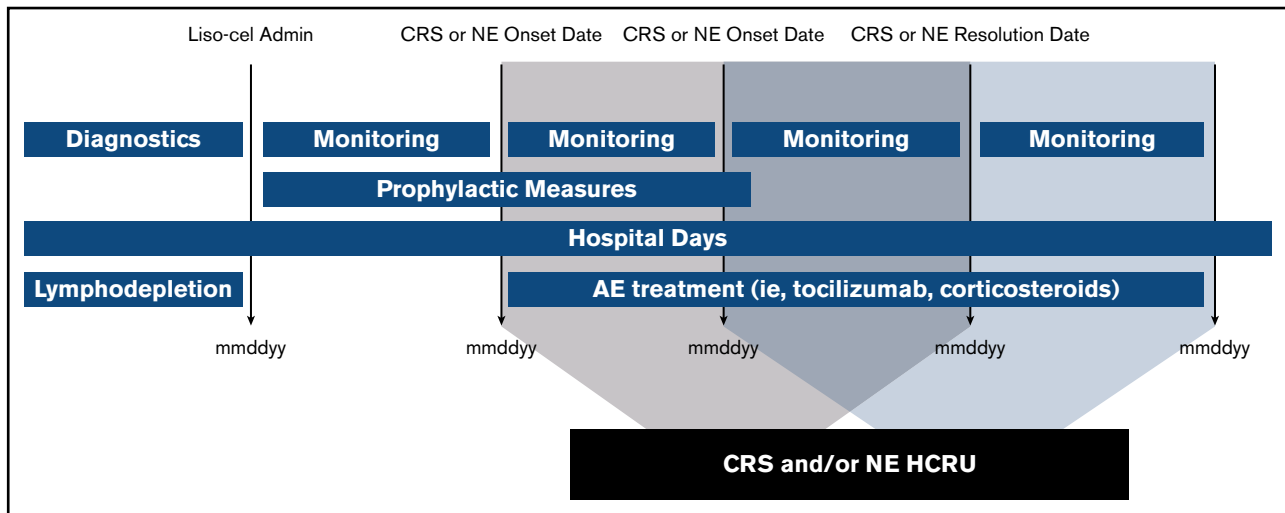 Liso-cel Admin
CRS or NE Onset Date
CRS or NE Onset Date
CRS or NE Resolution Date
Diagnostics
Monitoring
Monitoring
Monitoring
Monitoring
Prophylactic Measures
Hospital Days
Lymphodepletion
AE treatment (ie, tocilizumab, corticosteroids)
mmddyy
mmddyy
mmddyy
mmddyy
mmddyy
CRS and/or NE HCRU